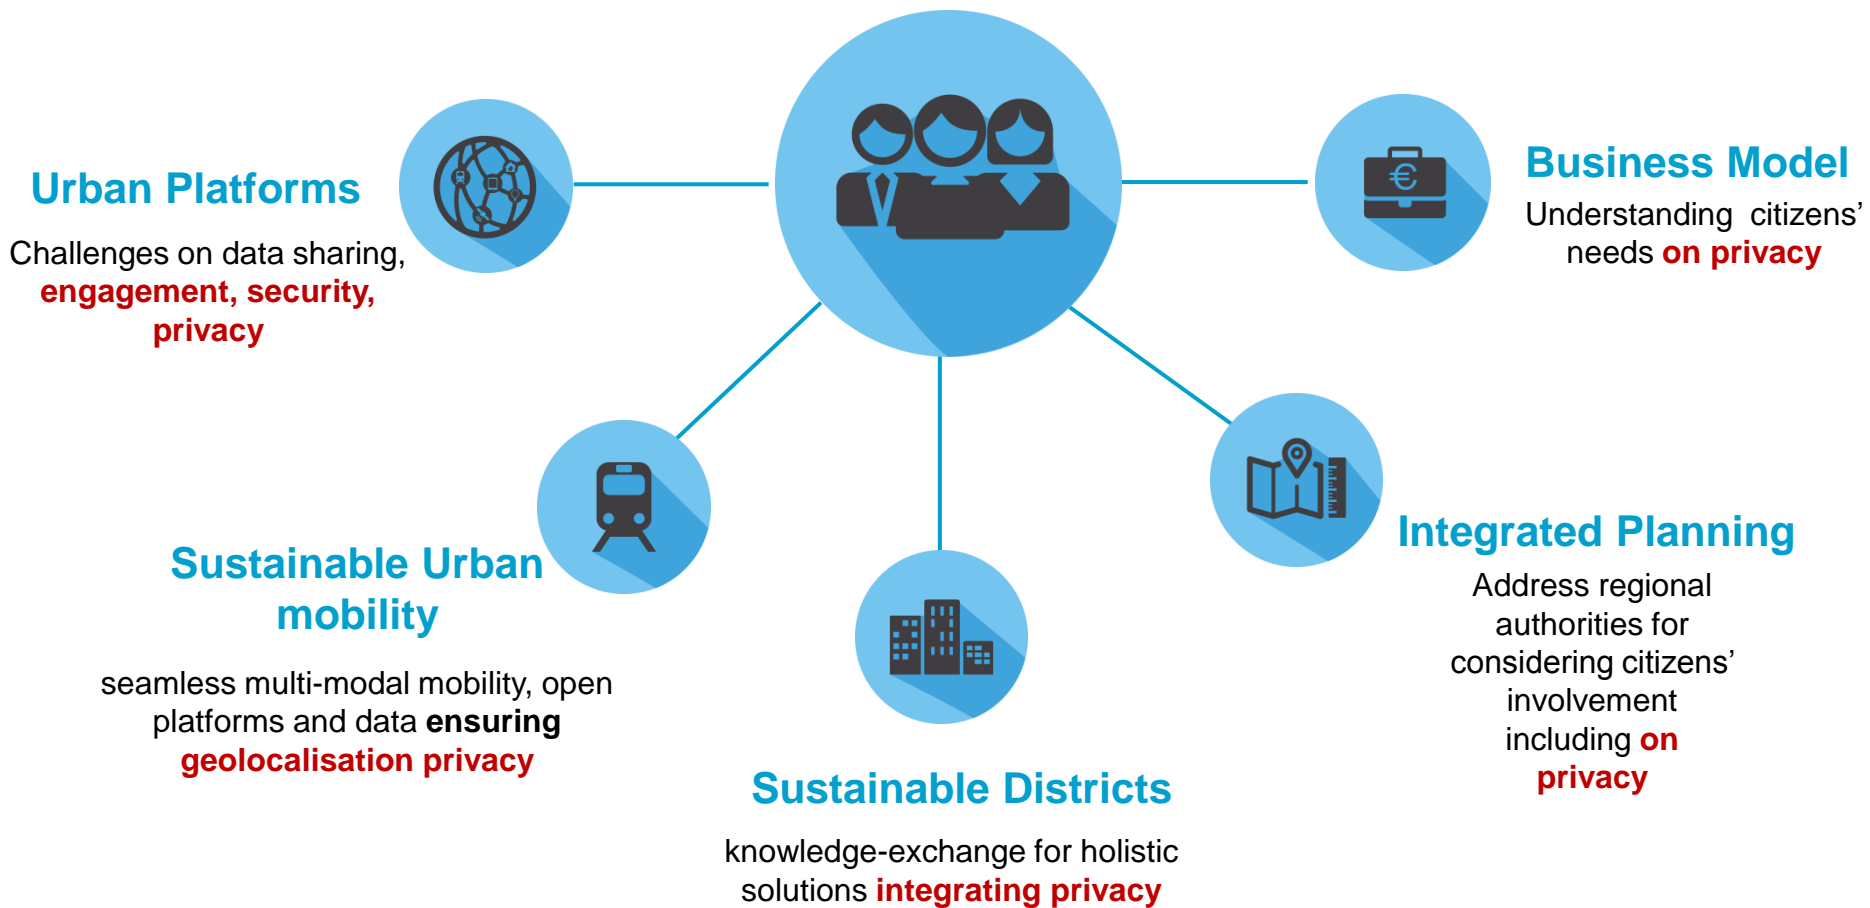 Urban Platforms
Challenges on data sharing,
engagement, security,
privacy
Business Model
Understanding citizens’
needs on privacy
Sustainable Urban
mobility
seamless multi-modal mobility, open
platforms and data ensuring
geolocalisation privacy
Integrated Planning
Address regional
authorities for
considering citizens’
involvement
including on
privacy
Sustainable Districts
knowledge-exchange for holistic
solutions integrating privacy
€